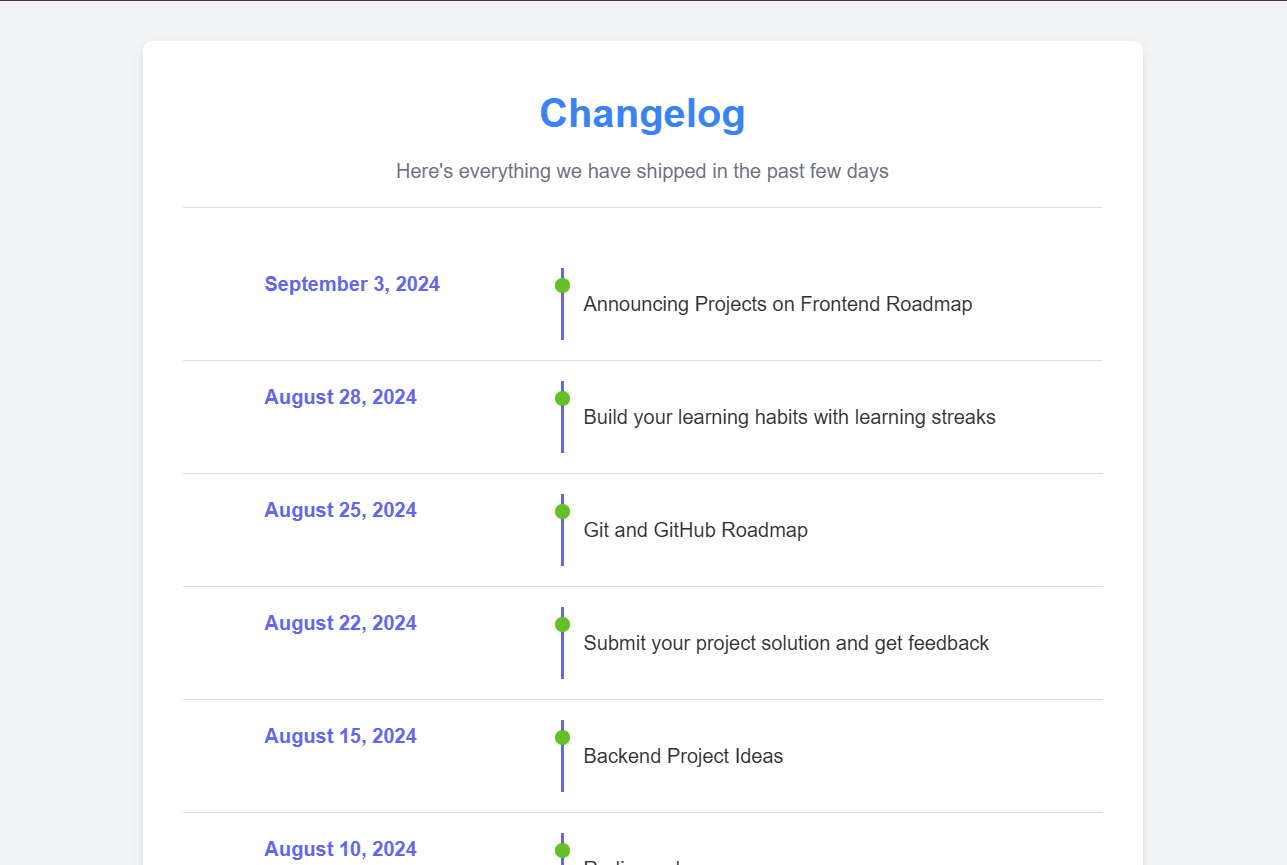 Changelog
Here's everything we have shipped in the past few days
September 3, 2024
Announcing Projects on Frontend Roadmap
August 28, 2024
Build your learning habits with learning streaks
August 25, 2024
Git and GitHub Roadmap
August 22, 2024
Submit your project solution and get feedback
August 15, 2024
Backend Project Ideas
August 10, 2024